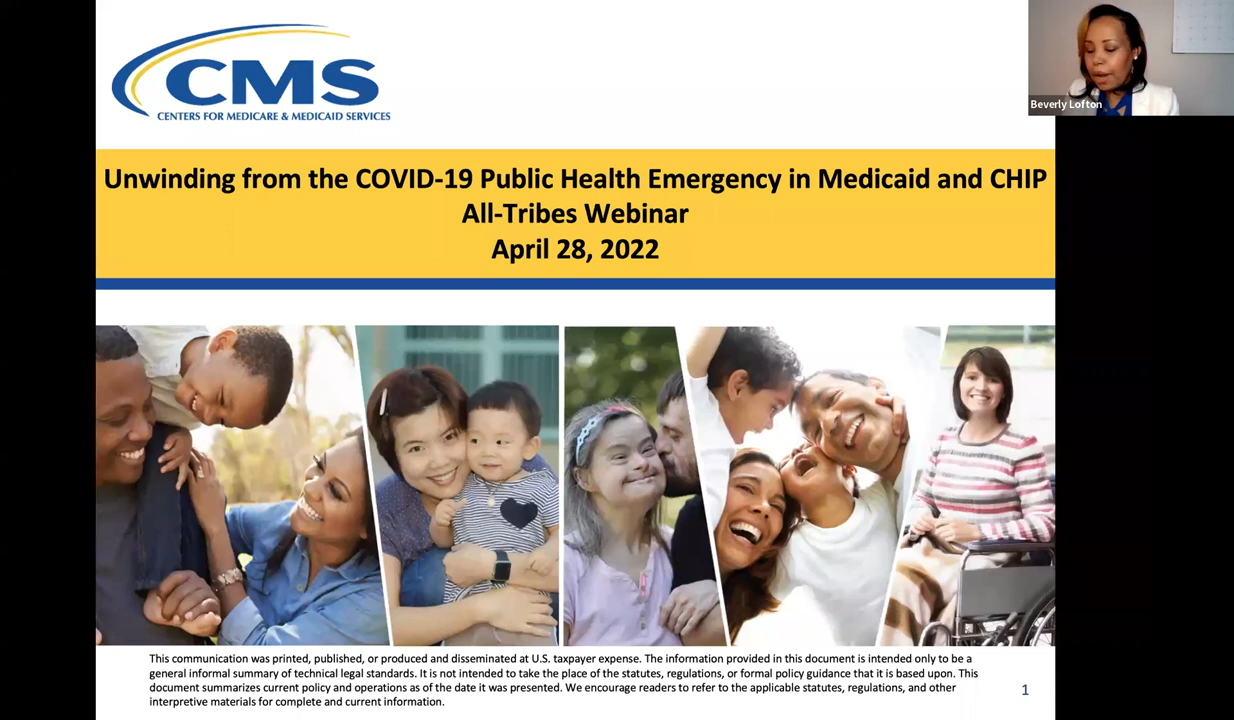 CMS
CENTERS FOR MEDICARE & MEDICAID SERVICES
Beverly Lofton
Unwinding from the COVID-19 Public Health Emergency in Medicaid and CHIP
All-Tribes Webinar
April 28, 2022
This communication was printed, published, or produced and disseminated at U.S. taxpayer expense. The information provided in this document is intended only to be a
general informal summary of technical legal standards. It is not intended to take the place of the statutes, regulations, or formal policy guidance that it is based upon. This
document summarizes current policy and operations as of the date it was presented. We encourage readers to refer to the applicable statutes, regulations, and other
interpretive materials for complete and current information.
1